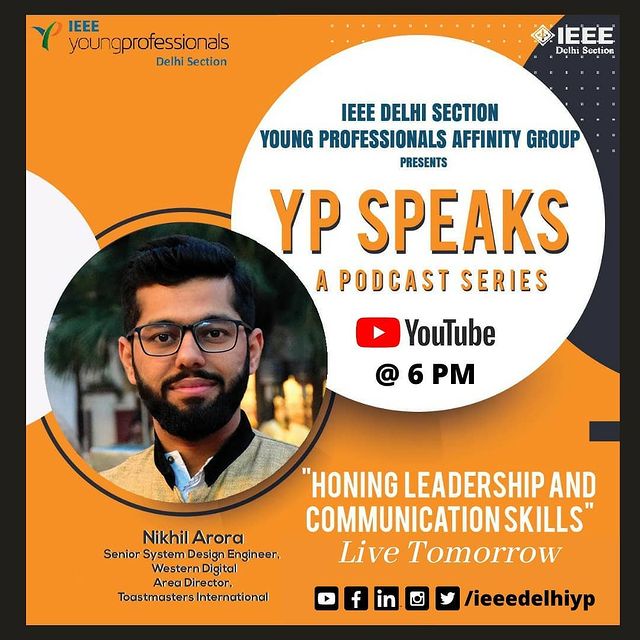 IEEE
youngprofessionals
Delhi Section
IEEE
Delhi Section
IEEE DELHI SECTION
YOUNG PROFESSIONALS AFFINITY GROUP
PRESENTS
YP SPEAKS
A PODCAST SERIES
YouTube
@ 6 PM
"HONING LEADERSHIP AND
COMMUNICATION SKILLS"
Live Tomorrow
Nikhil Arora
Senior System Design Engineer,
Western Digital
Area Director,
Toastmasters International
/ieeedelhiyp